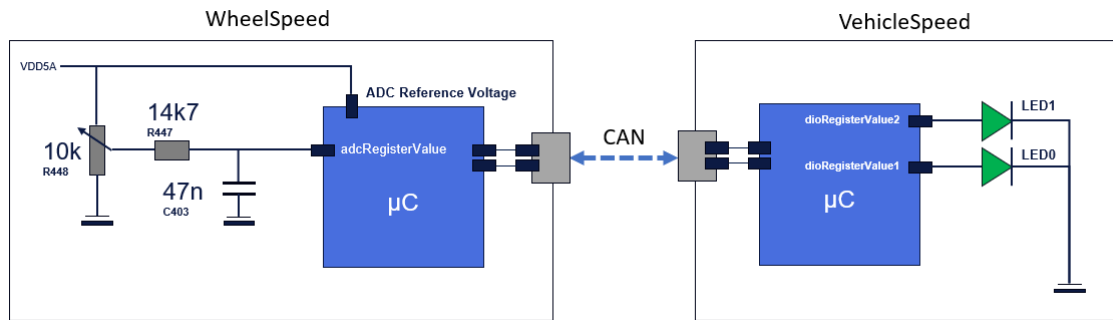 WheelSpeed
VehicleSpeed
VDD5A
ADC Reference Voltage
14k7
R447
10k
R448
47n
C403
adcRegisterValue
µC
CAN
dioRegisterValue2
dioRegisterValue1
µC
LED1
LED0